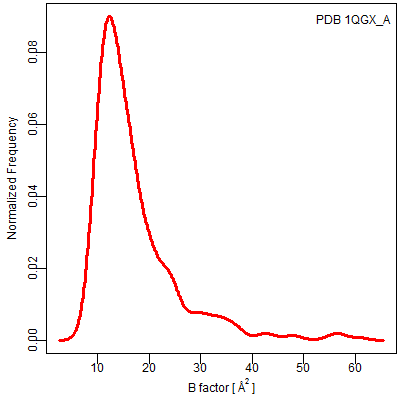 PDB 1QGX_A
Normalized Frequency
0.00 0.02 0.04 0.06 0.08
10 20 30 40 50 60
B factor [ Å² ]